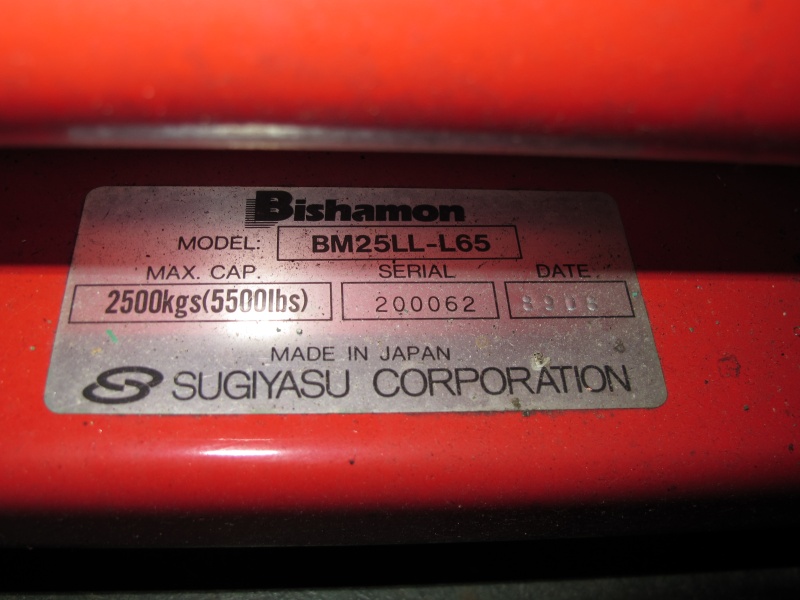 Bishamon
MODEL: BM25LL-L65
MAX. CAP. SERIAL DATE
2500kgs(5500lbs) 200062
MADE IN JAPAN
SUGIYASU CORPORATION